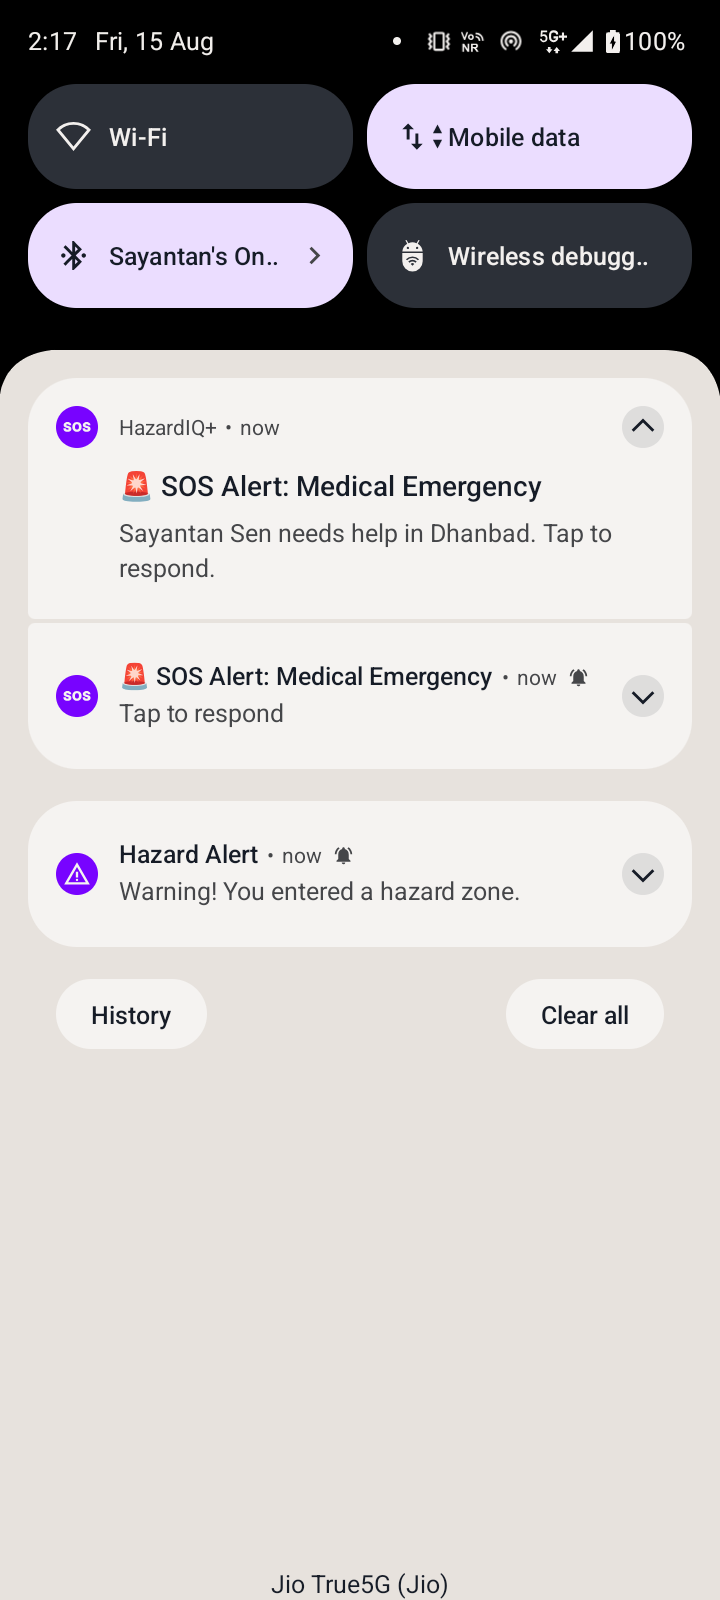 2:17 Fri, 15 Aug
Vo NR 5G+ 100%
Wi-Fi
Mobile data
Sayantan's On..
Wireless debugg..
SOS HazardIQ+ • now
🚨 SOS Alert: Medical Emergency
Sayantan Sen needs help in Dhanbad. Tap to
respond.
SOS 🚨 SOS Alert: Medical Emergency • now
Tap to respond
Hazard Alert • now
Warning! You entered a hazard zone.
History
Clear all
Jio True5G (Jio)